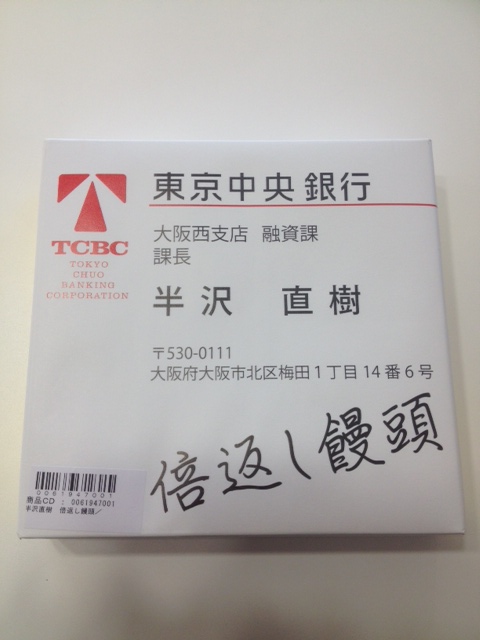 東京中央銀行
TCBC
TOKYO
CHUO
BANKING
CORPORATION
大阪西支店 融資課
課長
半沢 直樹
〒530-0111
大阪府大阪市北区梅田1丁目14番6号
倍返し饅頭
0061947001
商品CD : 0061947001
半沢直樹 倍返し饅頭／